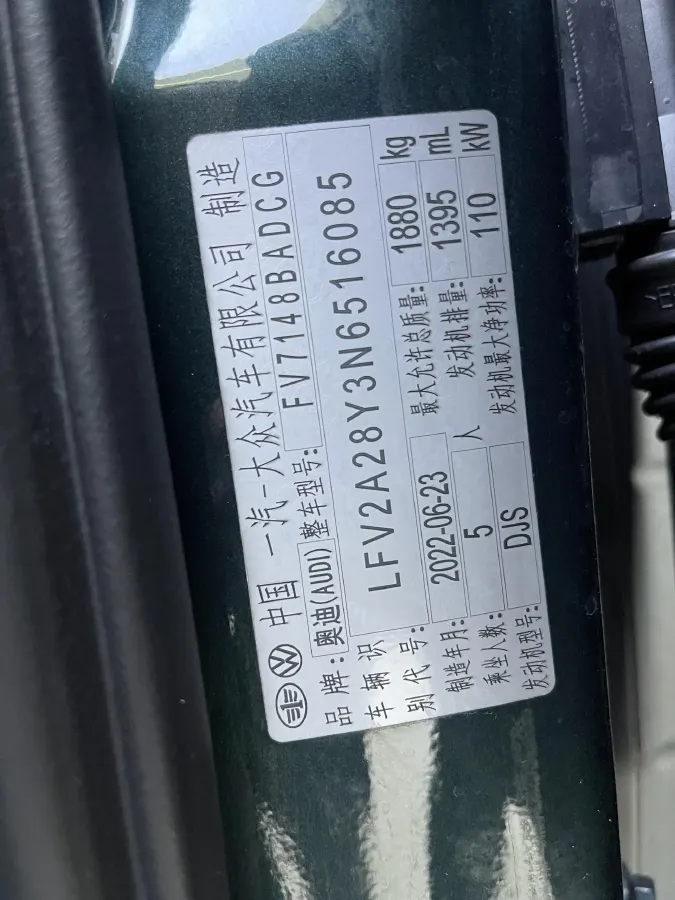 中国 一汽-大众汽车有限公司 制造
品牌: 奥迪(AUDI) 整车型号: FV7148BADCG
车辆识别代号: LFV2A28Y3N6516085
制造年月: 2022-06-23 最大允许总质量: 1880 kg
乘坐人数: 5 人 发动机排量: 1395 mL
发动机型号: DJS 发动机最大净功率: 110 kW